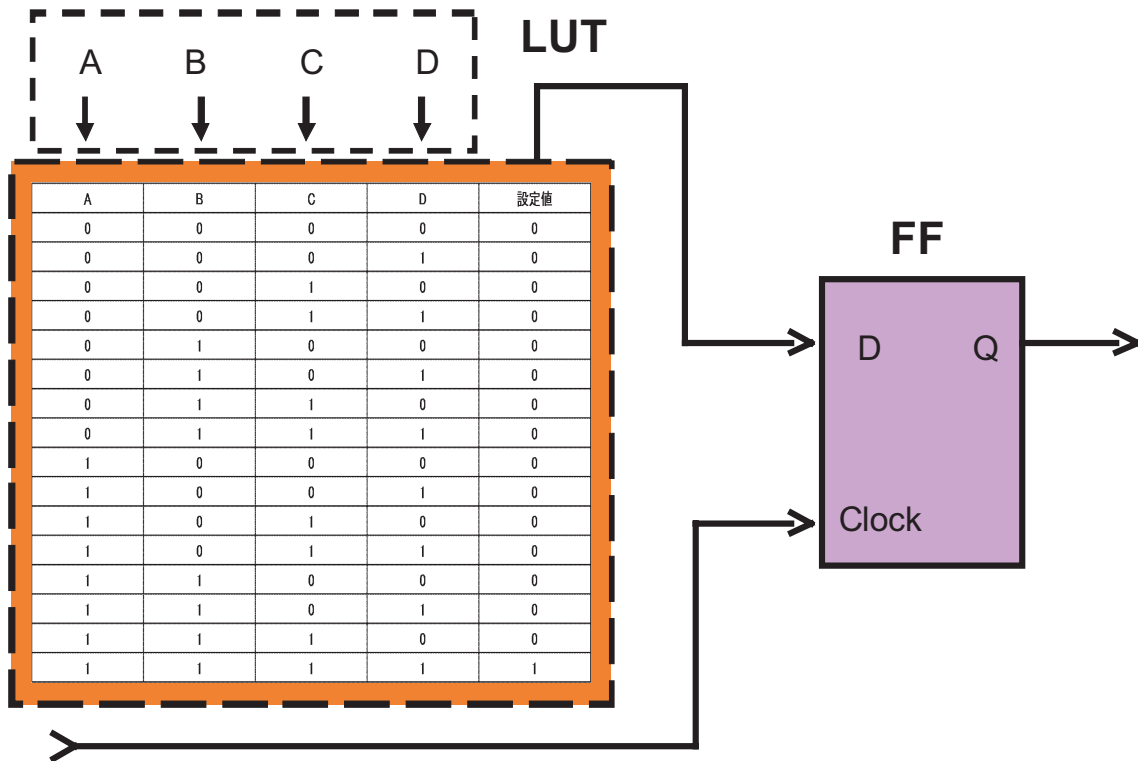 LUT
A B C D
A B C D 設定値
0 0 0 0 0
0 0 0 1 0
0 0 1 0 0
0 0 1 1 0
0 1 0 0 0
0 1 0 1 0
0 1 1 0 0
0 1 1 1 0
1 0 0 0 0
1 0 0 1 0
1 0 1 0 0
1 0 1 1 0
1 1 0 0 0
1 1 0 1 0
1 1 1 0 0
1 1 1 1 1
FF
D Q
Clock